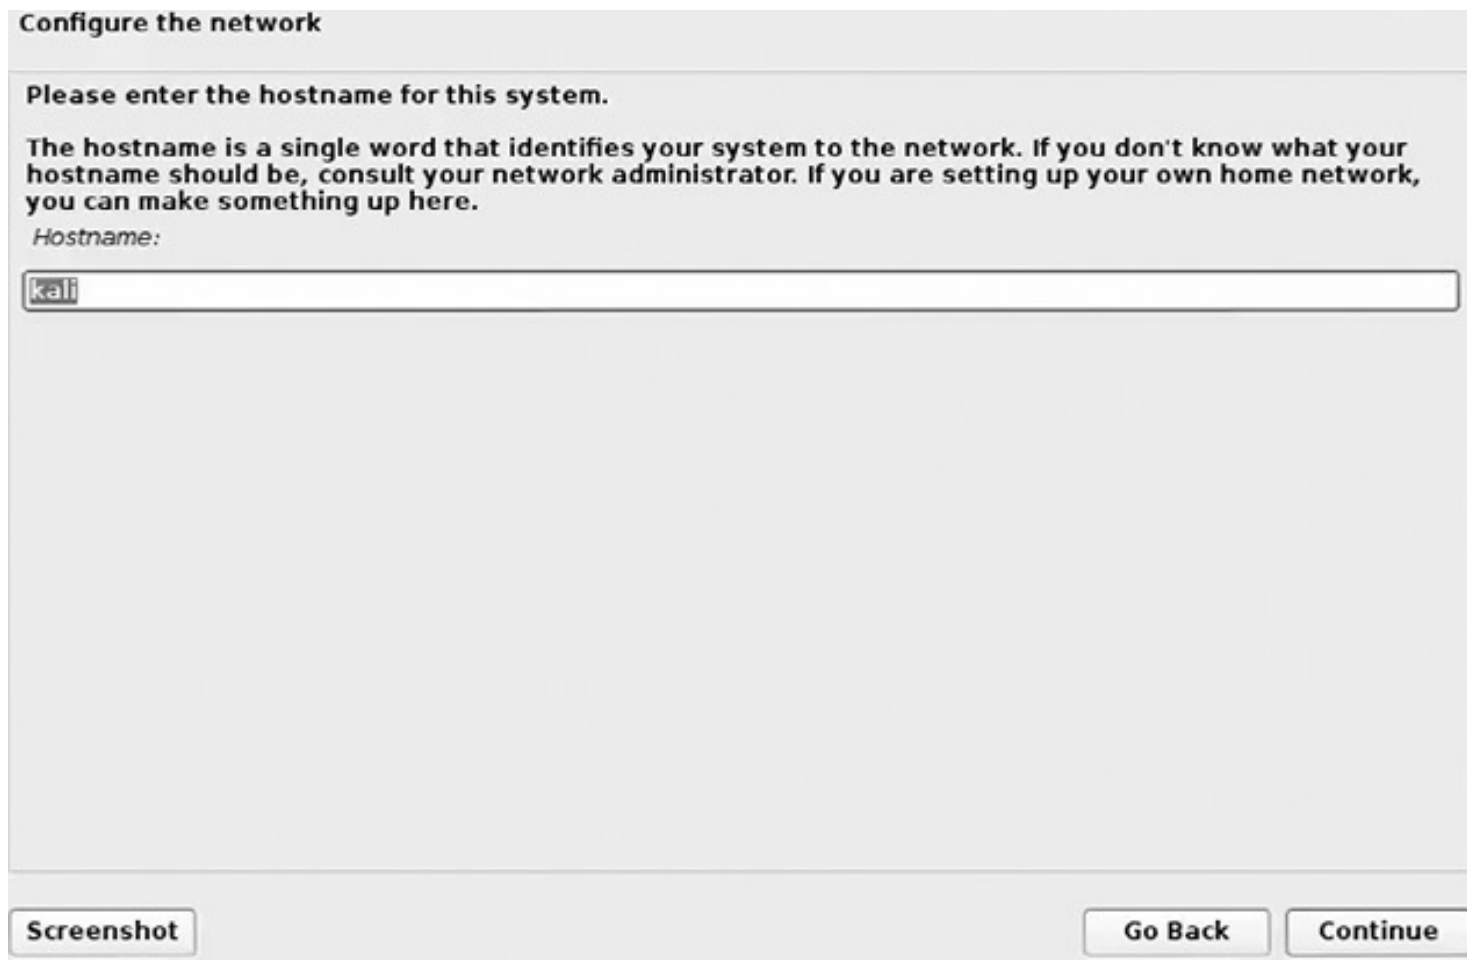 Configure the network
Please enter the hostname for this system.
The hostname is a single word that identifies your system to the network. If you don't know what your
hostname should be, consult your network administrator. If you are setting up your own home network,
you can make something up here.
Hostname:
kali
Screenshot
Go Back
Continue